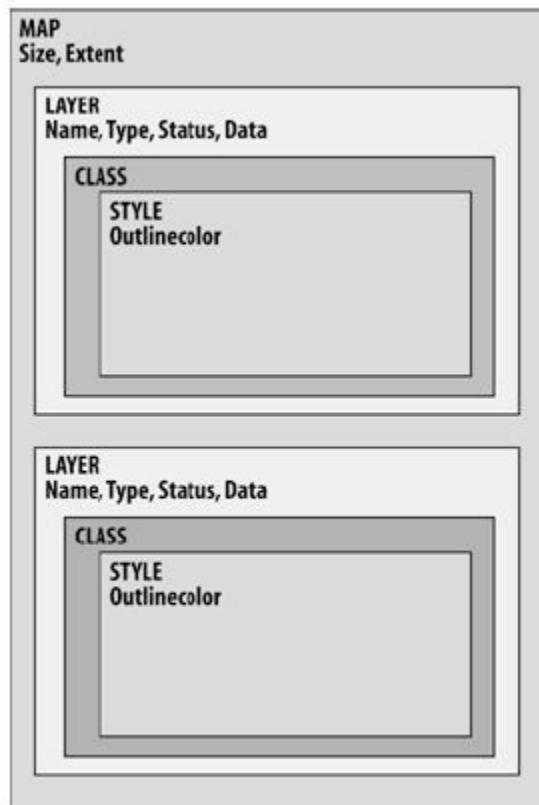 MAP
Size, Extent
LAYER
Name, Type, Status, Data
CLASS
STYLE
Outlinecolor
LAYER
Name, Type, Status, Data
CLASS
STYLE
Outlinecolor